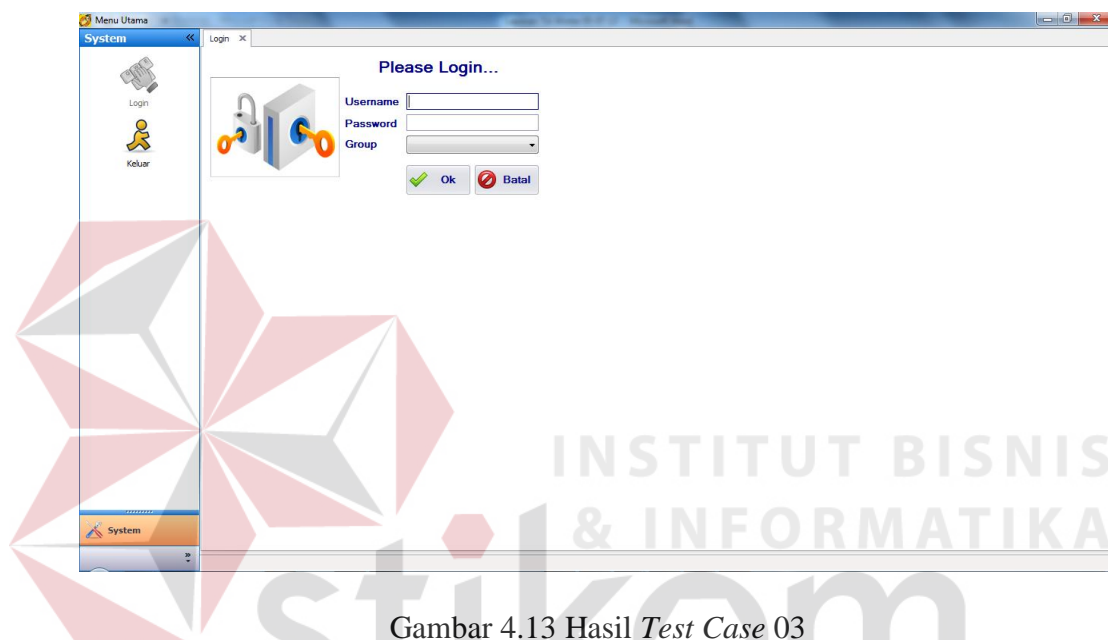 Menu Utama
System
Login
Please Login...
Login
Username
Password
Group
Keluar
Ok
Batal
System
INSTITUT BISNIS
& INFORMATIKA
stikom
Gambar 4.13 Hasil Test Case 03